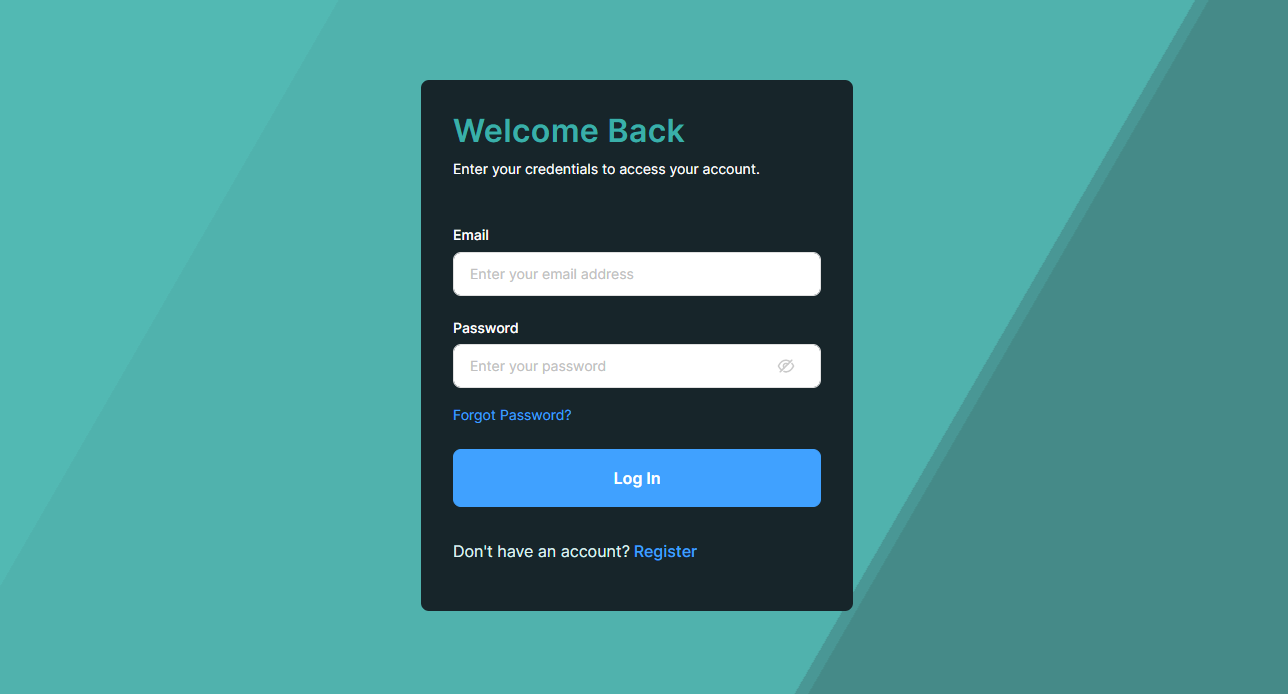 Welcome Back
Enter your credentials to access your account.
Email
Enter your email address
Password
Enter your password
Forgot Password?
Log In
Don't have an account? Register